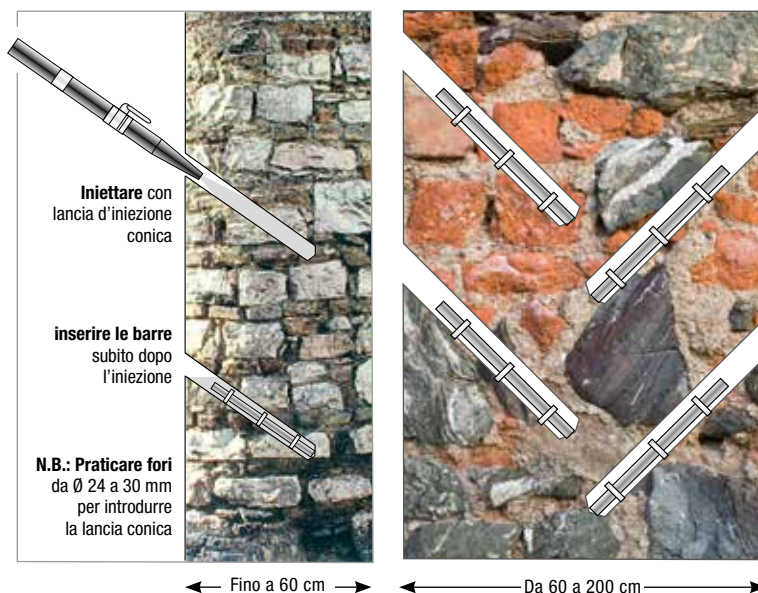 Iniettare con
lancia d'iniezione
conica
inserire le barre
subito dopo
l'iniezione
N.B.: Praticare fori
da Ø 24 a 30 mm
per introdurre
la lancia conica
Fino a 60 cm
Da 60 a 200 cm